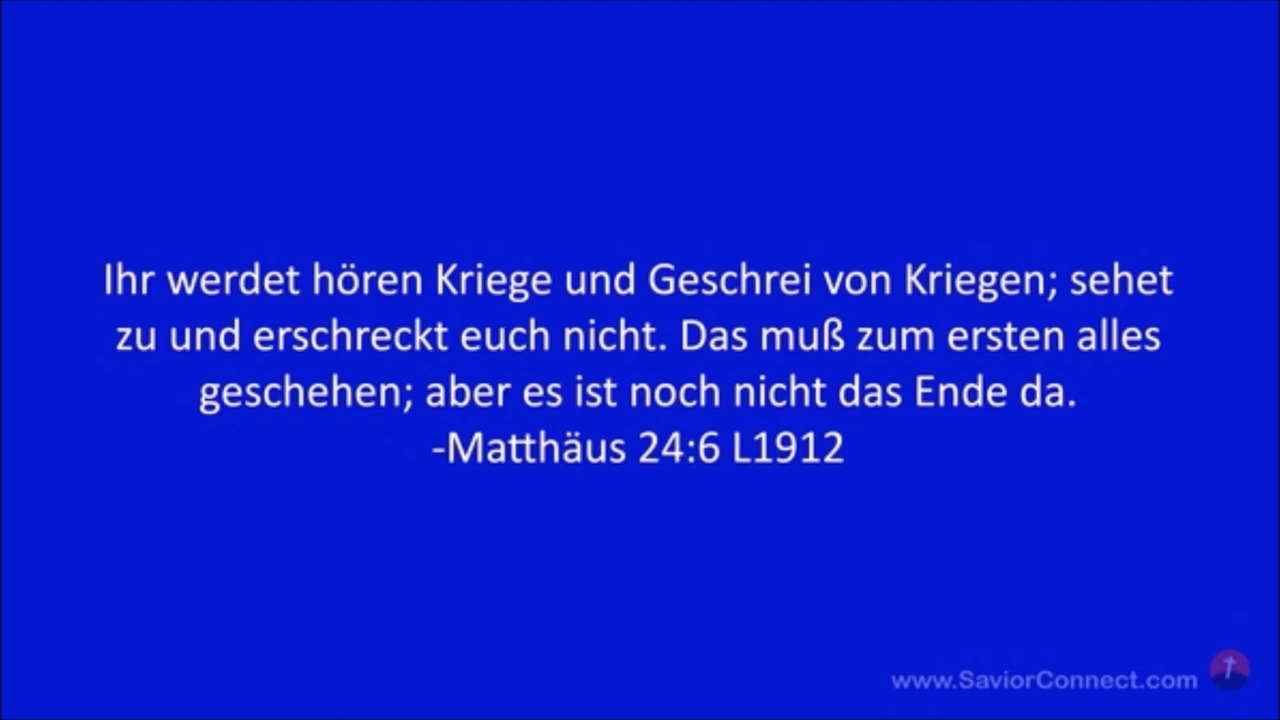 Ihr werdet hören Kriege und Geschrei von Kriegen; sehet
zu und erschreckt euch nicht. Das muß zum ersten alles
geschehen; aber es ist noch nicht das Ende da.
-Matthäus 24:6 L1912
www.SaviorConnect.com